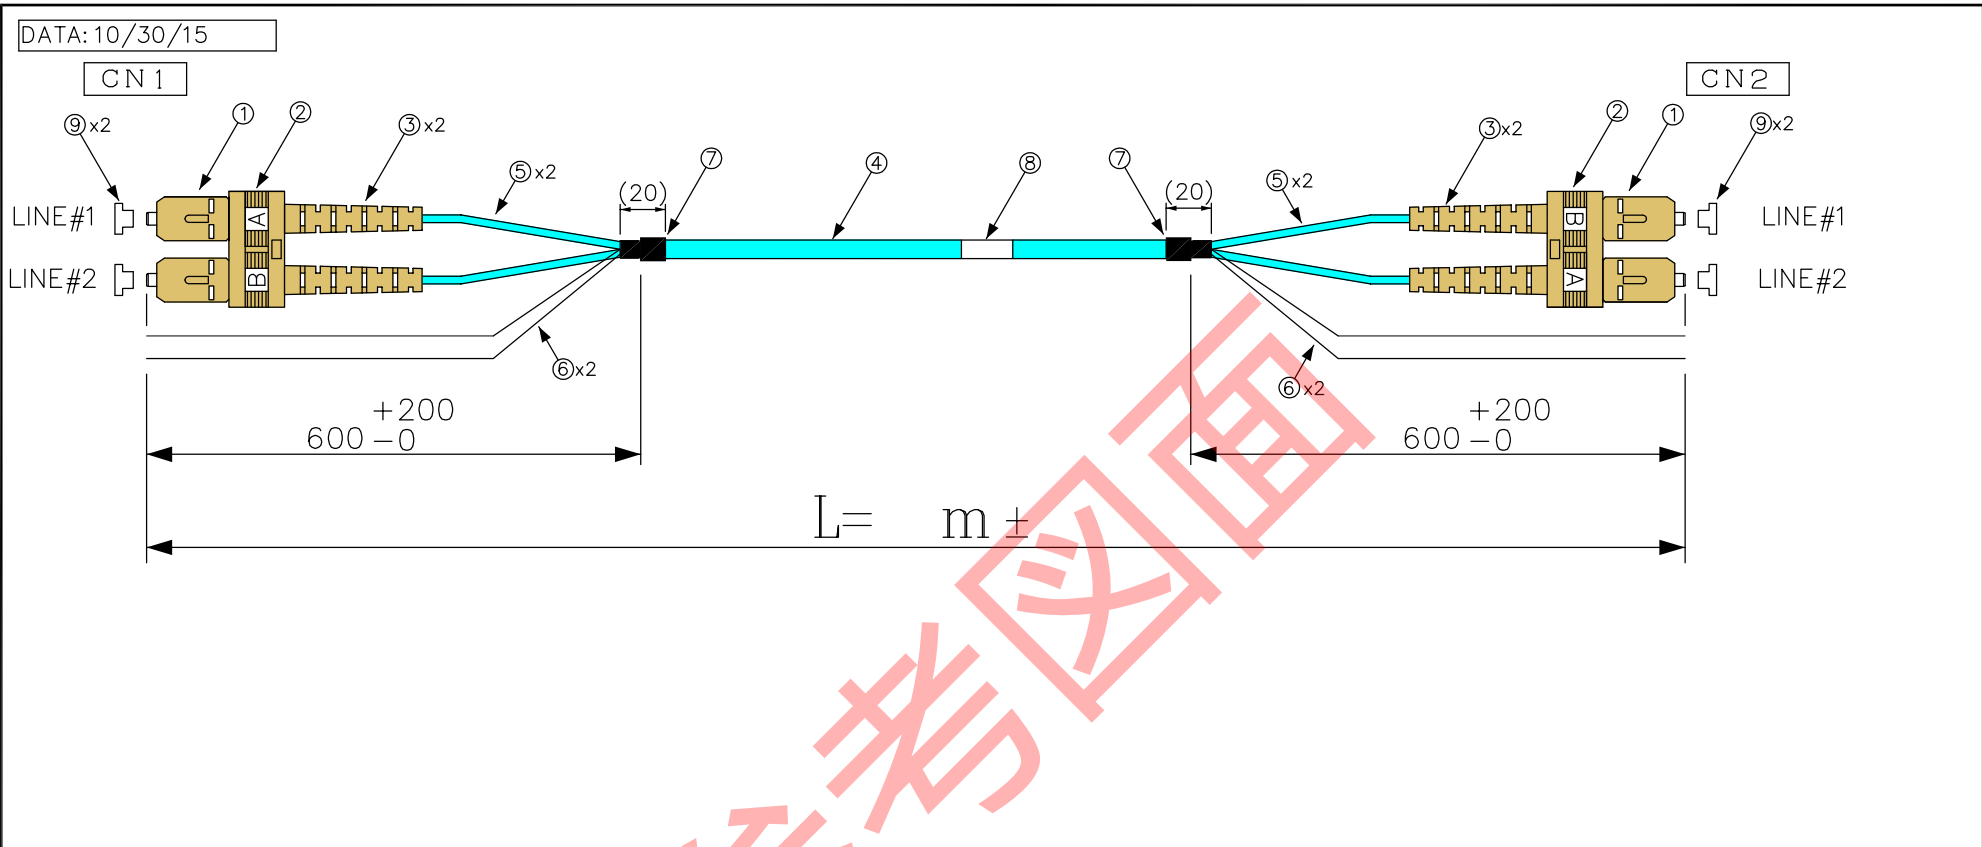 DATA:10/30/15
CN1
CN2
⑨x2
①
②
③x2
⑤x2
(20)
⑦
④
⑧
⑦
(20)
⑤x2
③x2
②
①
⑨x2
LINE#1
A
B
LINE#1
LINE#2
B
A
LINE#2
⑥x2
⑥x2
+200
600 -0
+200
600 -0
L= m ±
考図面